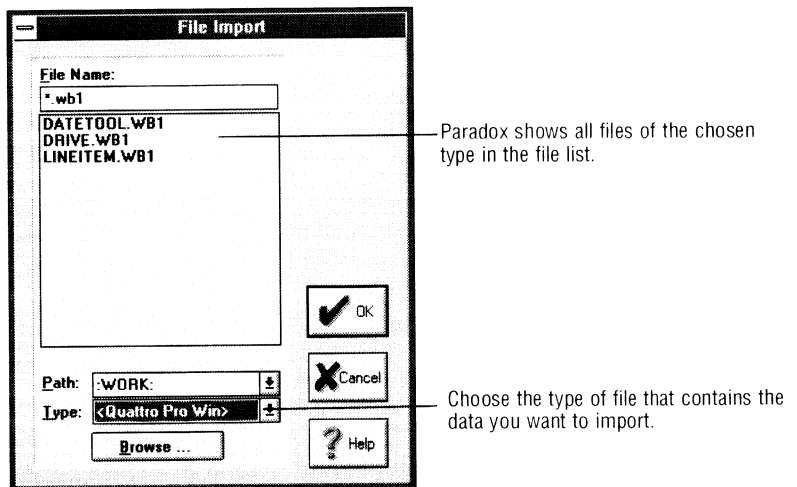 File Import
File Name:
*.wb1
DATETOOL.WB1
DRIVE.WB1
LINEITEM.WB1
Paradox shows all files of the chosen
type in the file list.
OK
Path: :WORK:
Cancel
Type: <Quattro Pro Win>
Choose the type of file that contains the
data you want to import.
Browse ...
Help